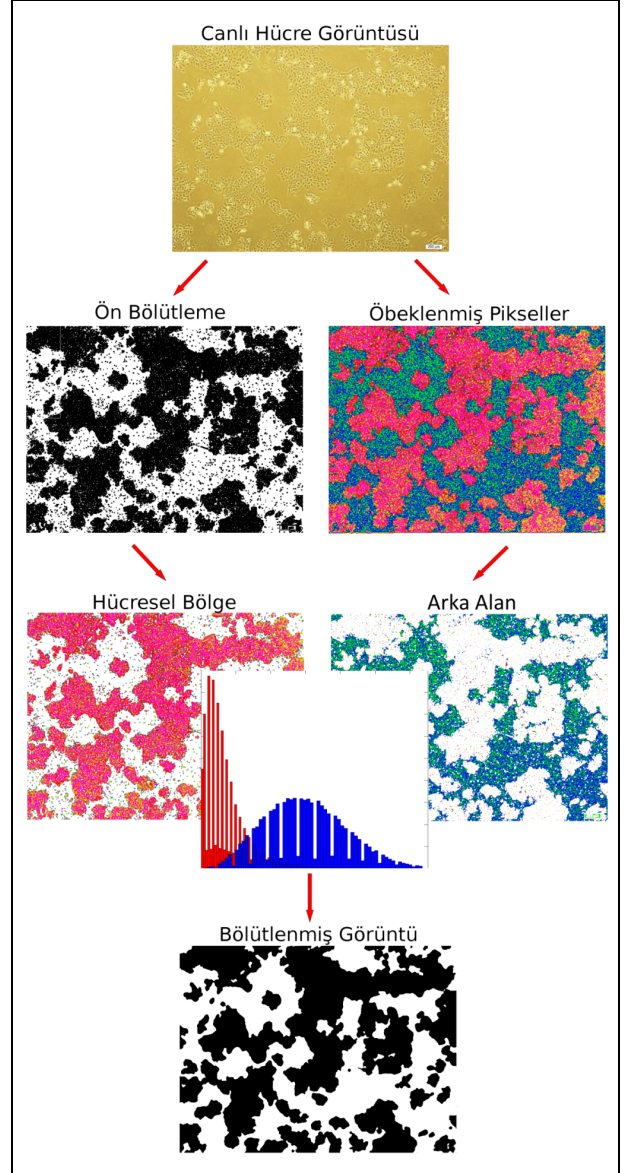 Canlı Hücre Görüntüsü
Ön Bölütleme
Öbeklenmiş Pikseller
Hücresel Bölge
Arka Alan
Bölütlenmiş Görüntü